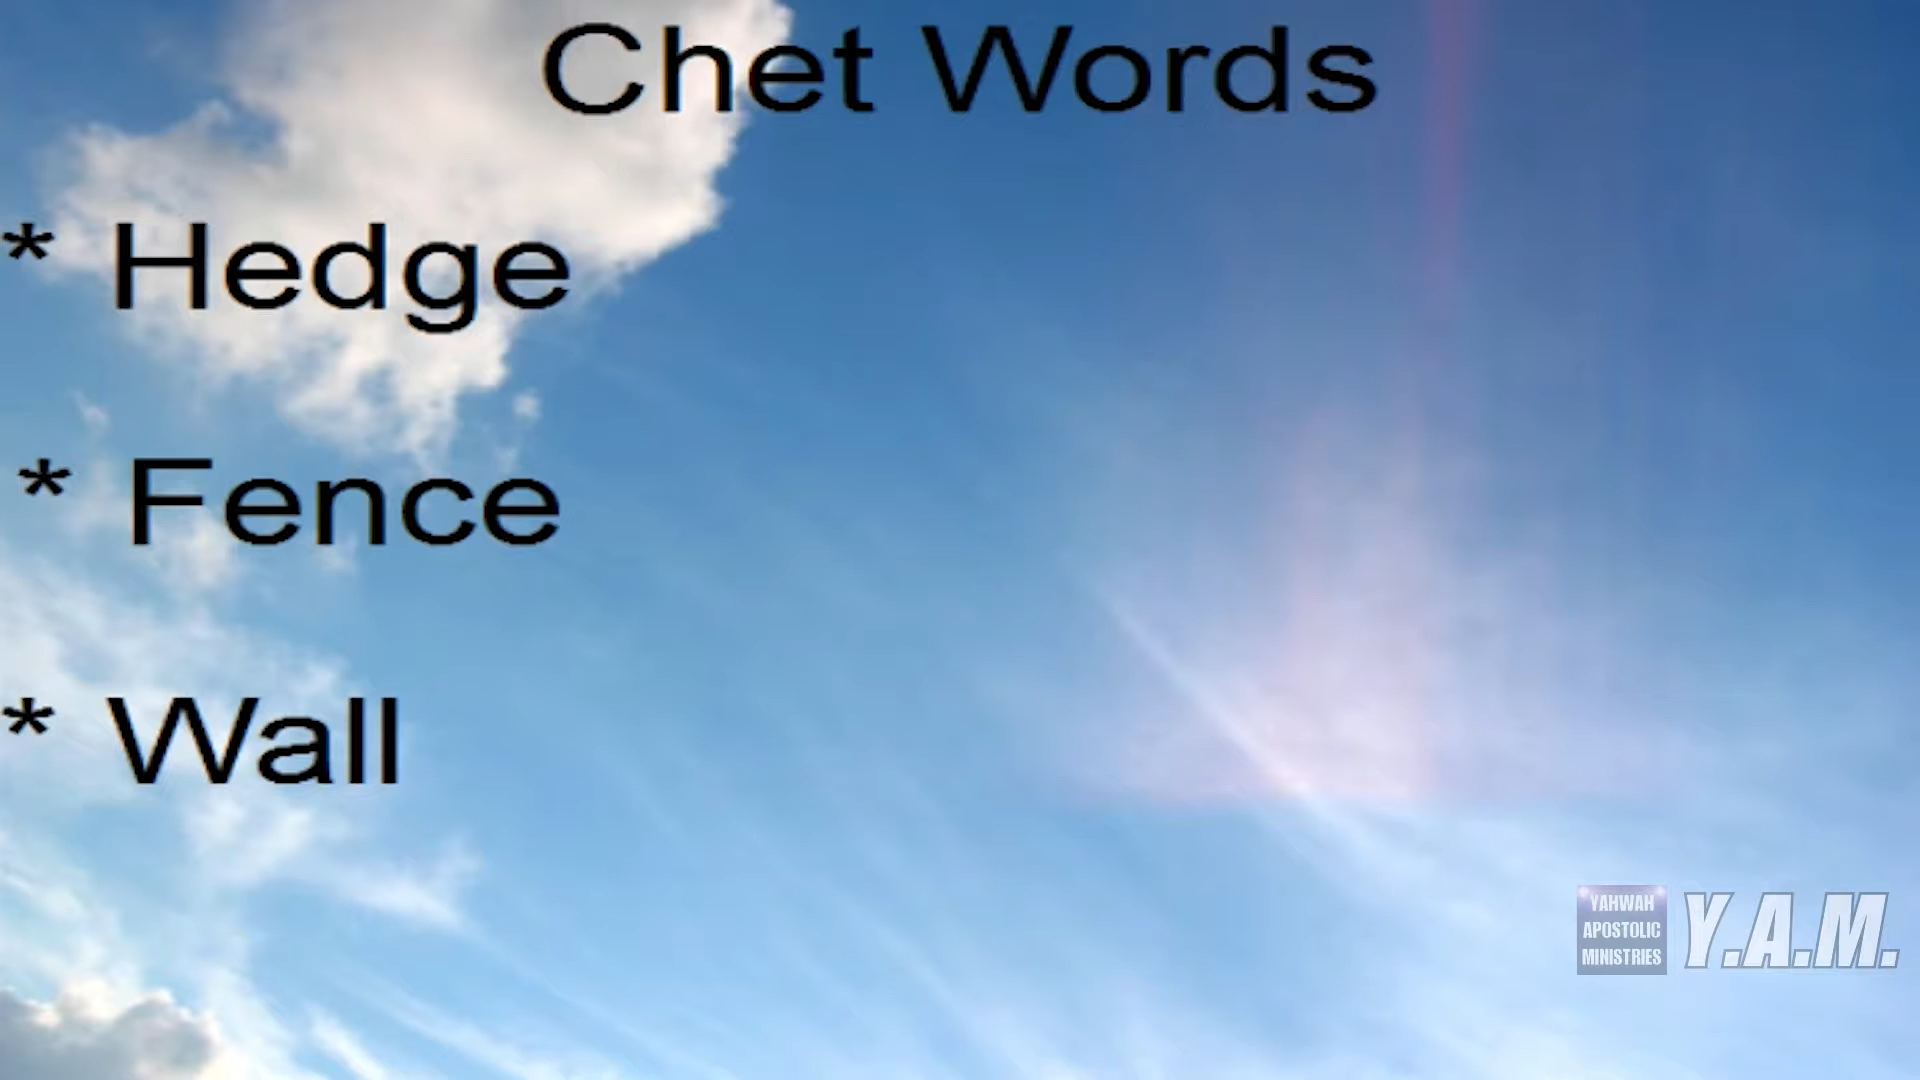 Chet Words
* Hedge
* Fence
* Wall
YAHWAH
APOSTOLIC
MINISTRIES
Y.A.M.